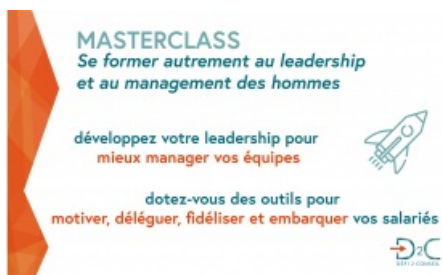 MASTERCLASS
Se former autrement au leadership
et au management des hommes
développez votre leadership pour
mieux manager vos équipes
dotez-vous des outils pour
motiver, déléguer, fidéliser et embarquer vos salariés
D2C